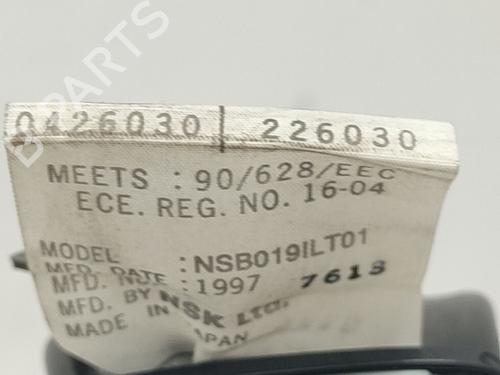 B-PARTS
0426030 | 226030
MEETS : 90/628/EEC
ECE. REG. NO. 16-04
MODEL : NSB019ILT01
MFD. DATE : 1997 7613
MFD.
MFD. BY NSK LTD.
MADE IN JAPAN